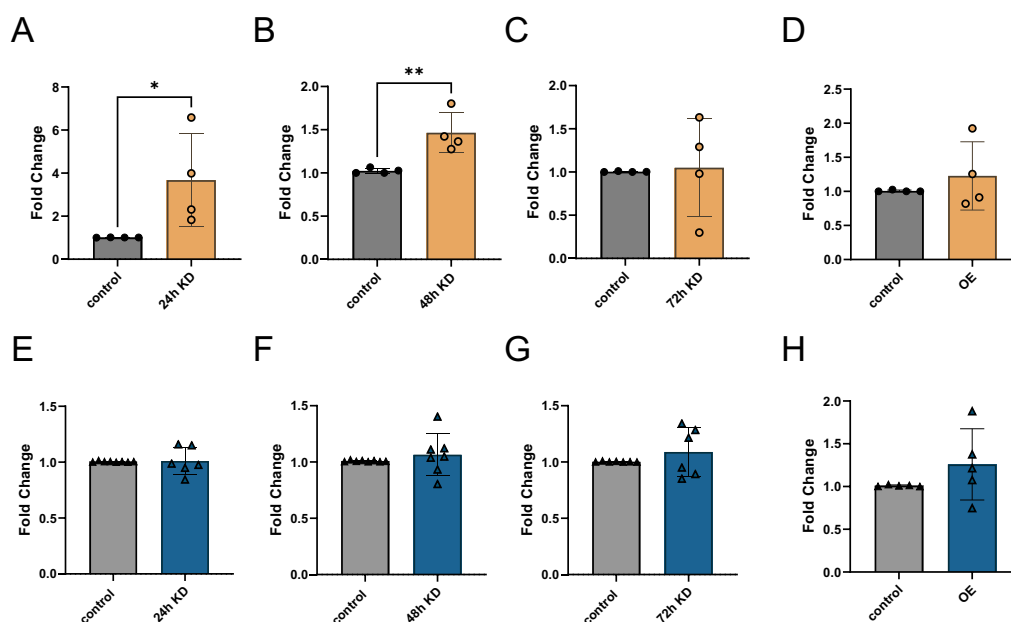 A
B
C
D
*
**
Fold Change
8
6
4
2
0
control
24h KD
Fold Change
2.0
1.5
1.0
0.5
0.0
control
48h KD
Fold Change
2.0
1.5
1.0
0.5
0.0
control
72h KD
Fold Change
2.5
2.0
1.5
1.0
0.5
0.0
control
OE
E
F
G
H
Fold Change
1.5
1.0
0.5
0.0
control
24h KD
Fold Change
1.5
1.0
0.5
0.0
control
48h KD
Fold Change
1.5
1.0
0.5
0.0
control
72h KD
Fold Change
2.0
1.5
1.0
0.5
0.0
control
OE